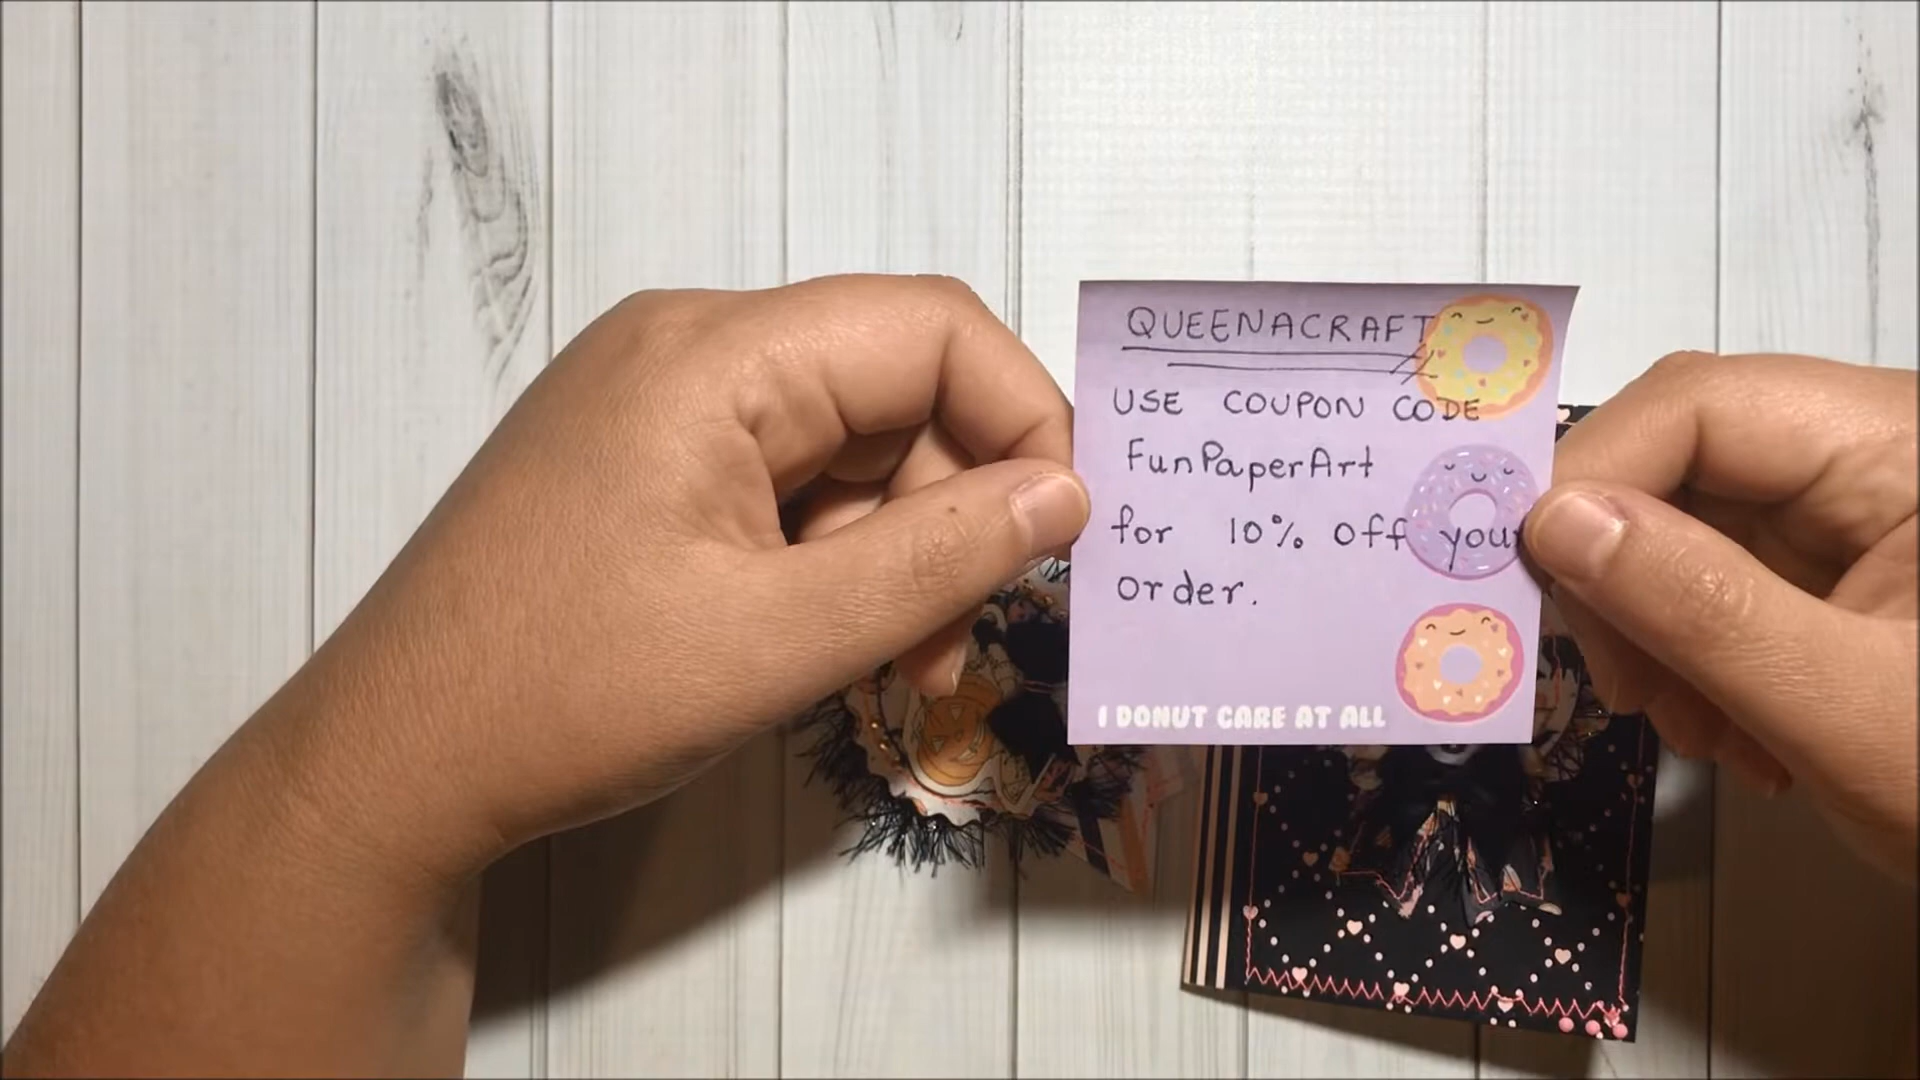 QUEENACRAFT
USE COUPON CODE
FunPaperArt
for 10% off your
order.
I DONUT CARE AT ALL